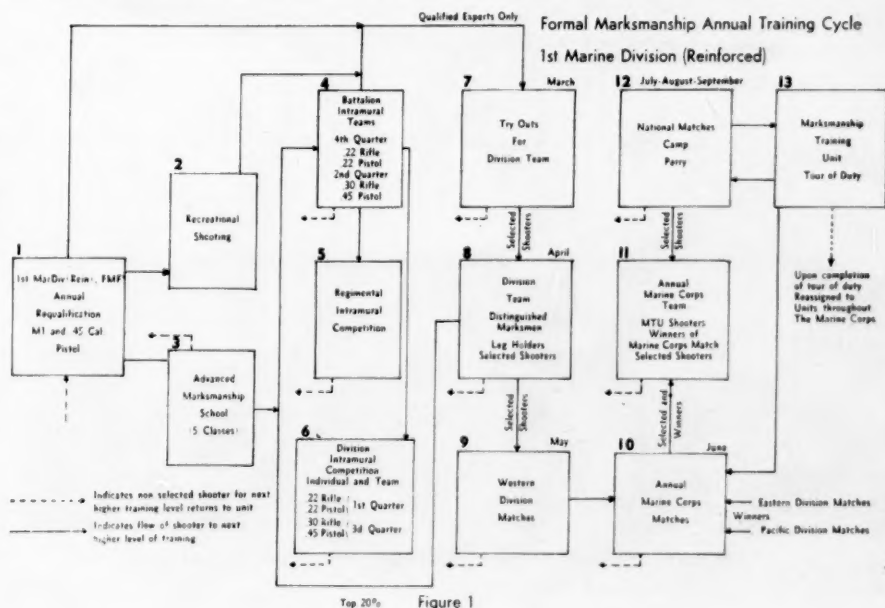 Formal Marksmanship Annual Training Cycle
1st Marine Division (Reinforced)
Qualified Experts Only
1
1st MarDiv(Rein), FMF
Annual
Requalification
M1 and .45 Cal.
Pistol
2
Recreational
Shooting
3
Advanced
Marksmanship
School
(5 Classes)
4
Battalion
Intramural
Teams
4th Quarter
.22 Rifle
.22 Pistol
2nd Quarter
.30 Rifle
.45 Pistol
5
Regimental
Intramural
Competition
6
Division
Intramural
Competition
Individual and Team
.22 Rifle
.22 Pistol
1st Quarter
.30 Rifle
.45 Pistol
3d Quarter
7
March
Try Outs
For
Division Team
Selected
Shooters
8
April
Division
Team
Distinguished
Marksmen
Leg Holders
Selected Shooters
Selected
Shooters
9
May
Western
Division
Matches
10
June
Annual
Marine Corps
Matches
Eastern Division Matches
Winners
Pacific Division Matches
Selected and
Winners
11
Annual
Marine Corps
Team
MTU Shooters
Winners of
Marine Corps Match
Selected Shooters
Selected
Shooters
12
July-August-September
National Matches
Camp
Perry
13
Marksmanship
Training
Unit
Tour of Duty
Upon completion
of tour of duty
Reassigned to
Units throughout
The Marine Corps
Indicates non selected shooter for next
higher training level returns to unit
Indicates flow of shooter to next
higher level of training
Top 20%
Figure 1